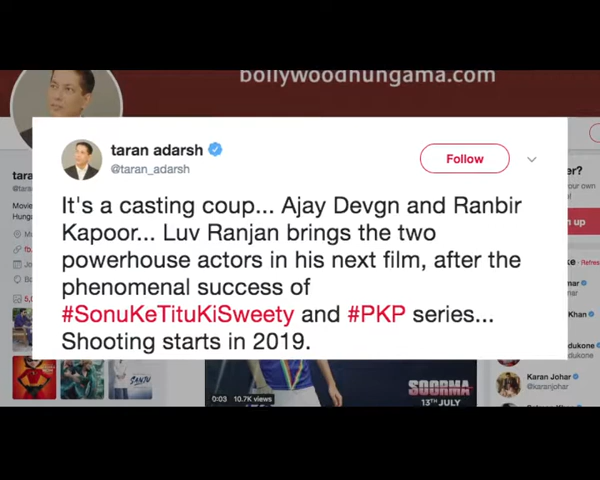 bollywoodhungama.com
taran adarsh
@taran_adarsh
Follow
It's a casting coup... Ajay Devgn and Ranbir
Kapoor... Luv Ranjan brings the two
powerhouse actors in his next film, after the
phenomenal success of
#SonuKeTituKiSweety and #PKP series...
Shooting starts in 2019.
SANJU
0:03 10.7K views
SOORMA
13TH JULY
Karan Johar
@karanjohar